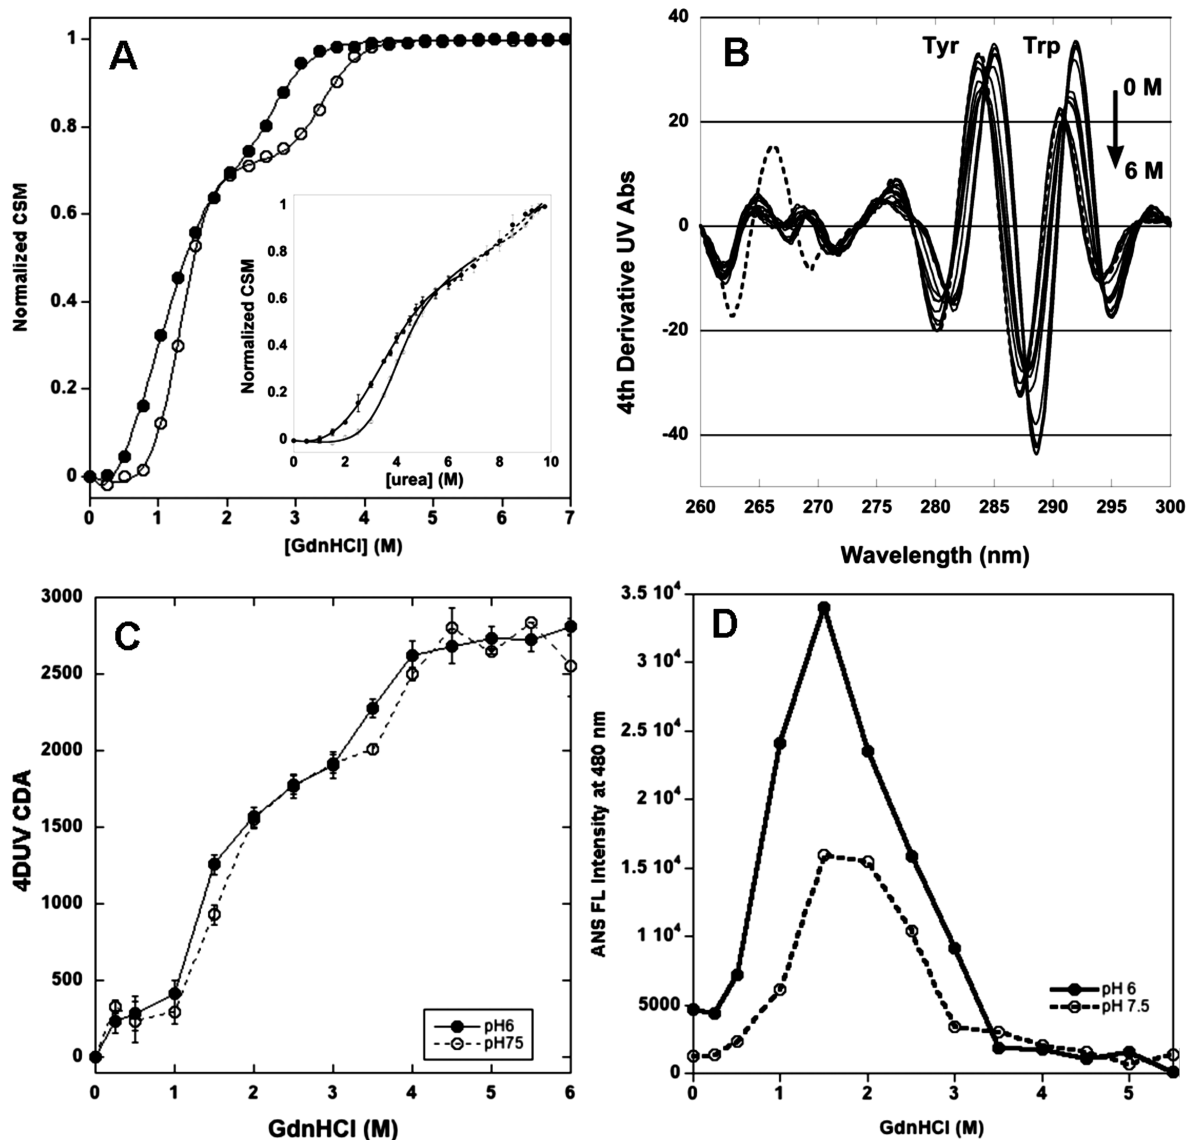 A
Normalized CSM
1
0.8
0.6
0.4
0.2
0
0 1 2 3 4 5 6 7
[GdnHCl] (M)
Normalized CSM
1
0.8
0.6
0.4
0.2
0
0 2 4 6 8 10
[urea] (M)
B
Tyr Trp
0 M
6 M
4th Derivative UV Abs
40
20
0
-20
-40
260 265 270 275 280 285 290 295 300
Wavelength (nm)
C
4DUV CDA
3000
2500
2000
1500
1000
500
0
pH6
pH75
0 1 2 3 4 5 6
GdnHCl (M)
D
ANS FL Intensity at 480 nm
3.5 10⁴
3 10⁴
2.5 10⁴
2 10⁴
1.5 10⁴
1 10⁴
5000
0
pH 6
pH 7.5
0 1 2 3 4 5
GdnHCl (M)